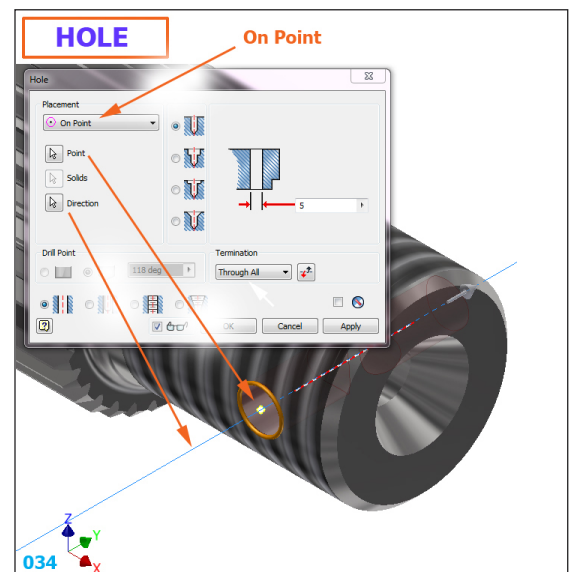 HOLE
On Point
Hole
Placement
On Point
Point
Solids
Direction
5
Drill Point
118 deg
Termination
Through All
OK
Cancel
Apply
Z
Y
X
034